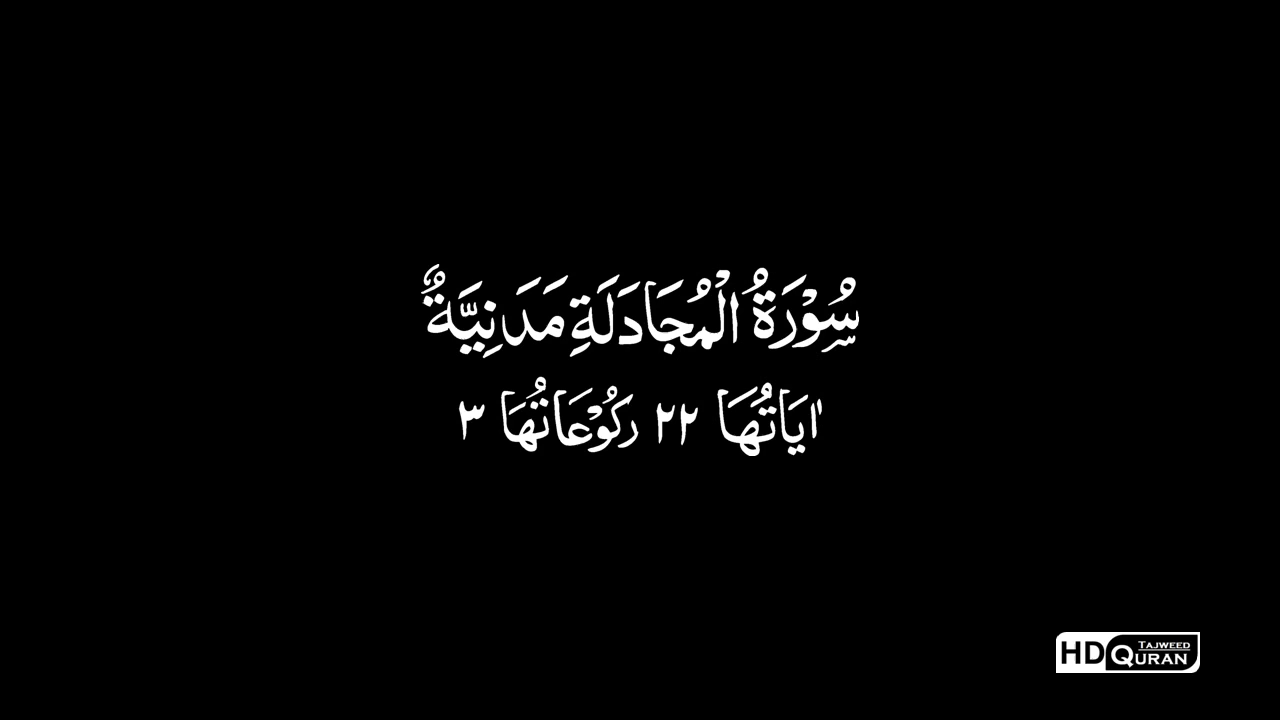 سُوْرَةُ الْمُجَادَلَةِ مَدَنِيَّةٌ
اٰيَاتُهَا ٢٢ رُكُوْعَاتُهَا ٣
HD TAJWEED QURAN